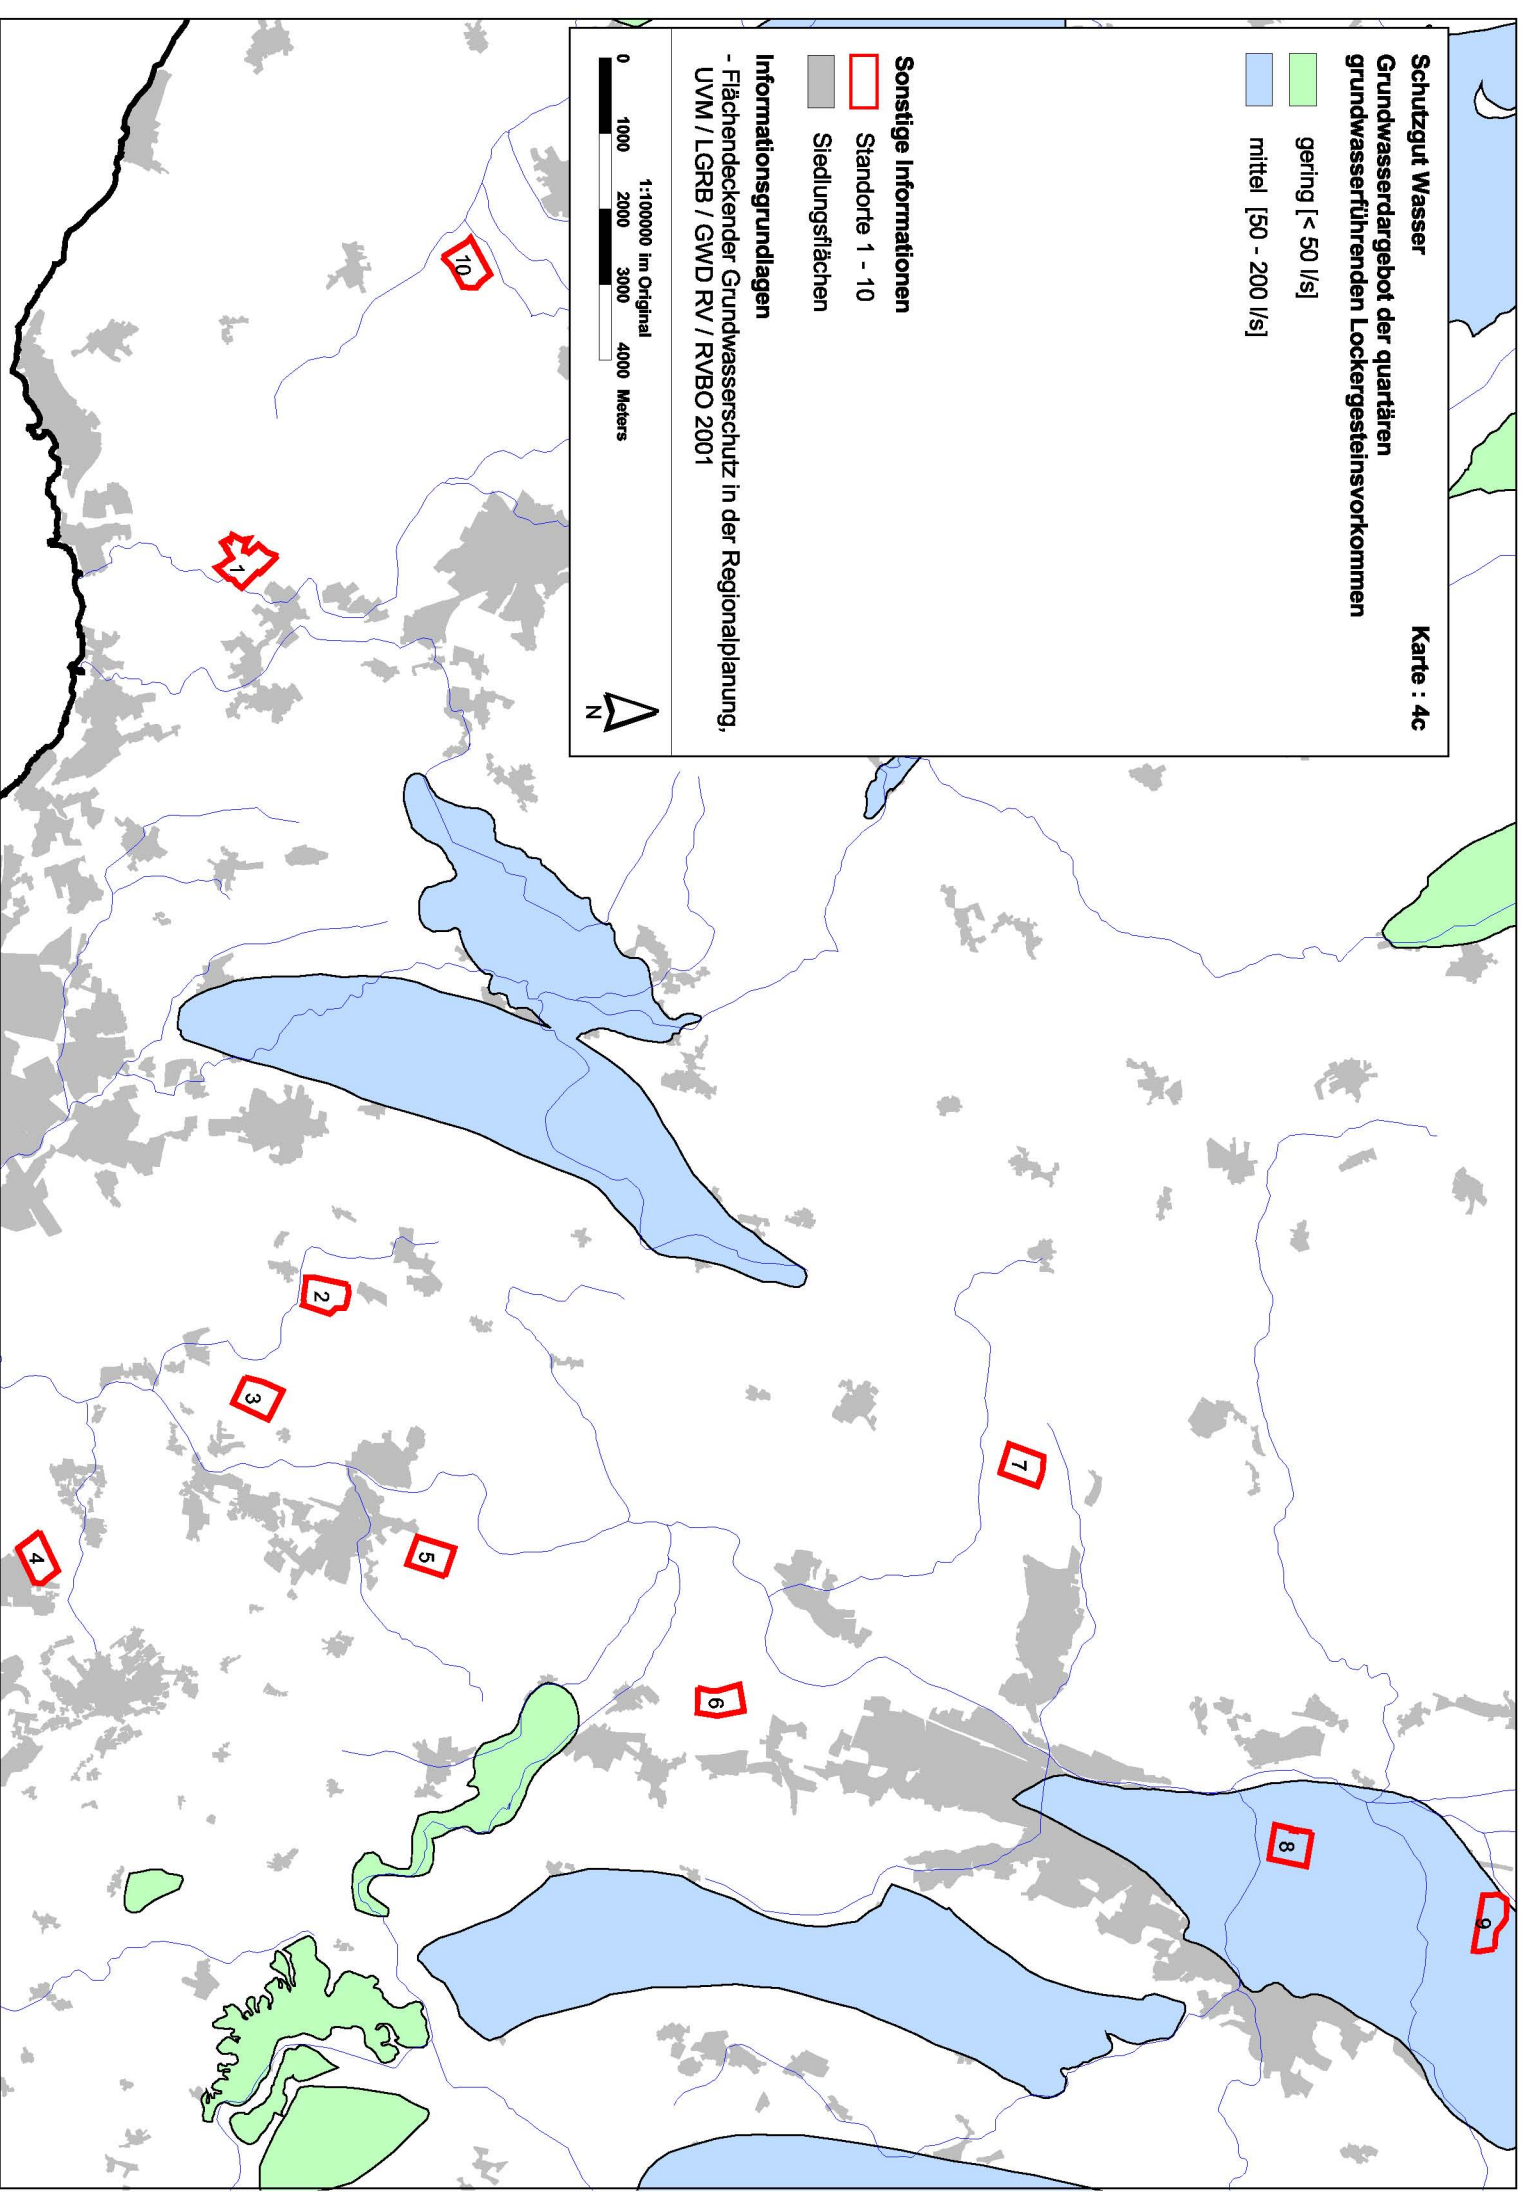 Schutzgut Wasser Karte : 4c
Grundwasserdargebot der quartären
grundwasserführenden Lockergesteinsvorkommen
gering [< 50 l/s]
mittel [50 - 200 l/s]
Sonstige Informationen
Standorte 1 - 10
Siedlungsflächen
Informationsgrundlagen
- Flächendeckender Grundwasserschutz in der Regionalplanung,
UVM / LGRB / GWD RV / RVBO 2001
1:100000 im Original
0 1000 2000 3000 4000 Meters
N
9
8
7
6
5
10
2
3
1
4